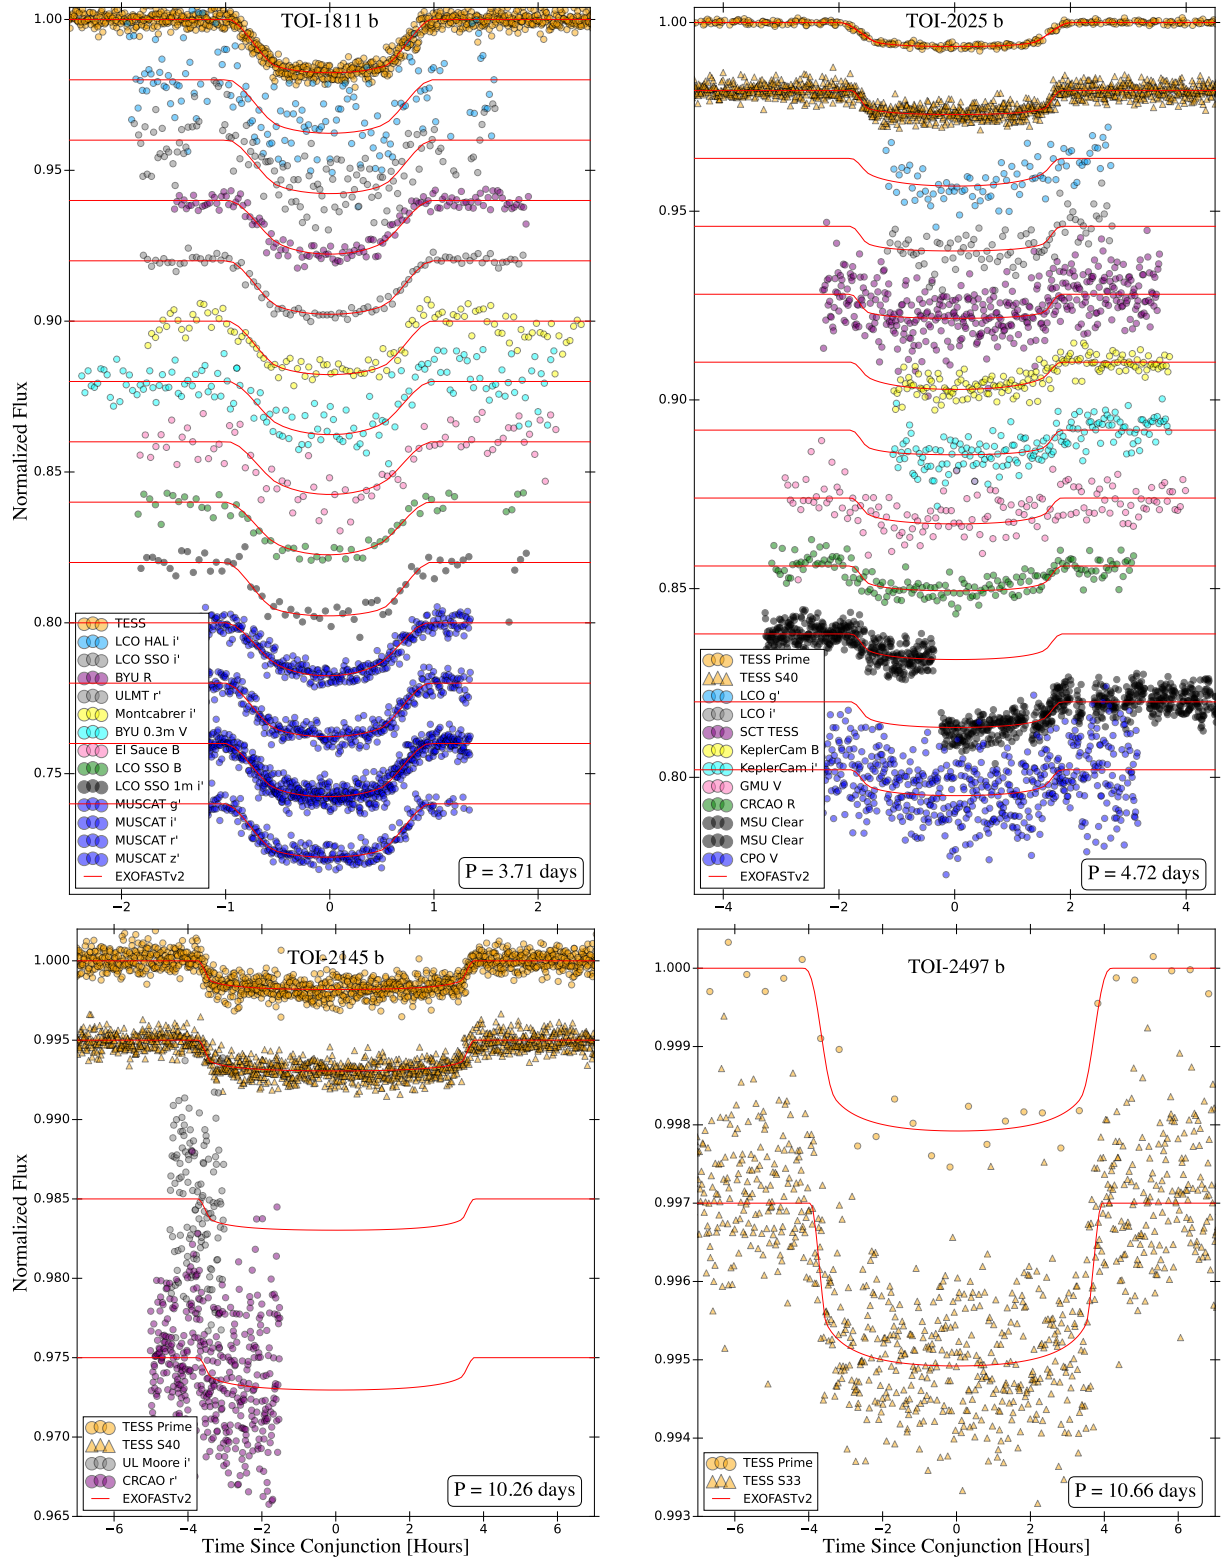 TOI-1811 b
1.00
0.95
0.90
0.85
0.80
0.75
Normalized Flux
TESS
LCO HAL i'
LCO SSO i'
BYU R
ULMT r'
Montcabrer i'
BYU 0.3m V
El Sauce B
LCO SSO B
LCO SSO 1m i'
MUSCAT g'
MUSCAT i'
MUSCAT r'
MUSCAT z'
EXOFASTv2
P = 3.71 days
−2 −1 0 1 2
TOI-2025 b
1.00
0.95
0.90
0.85
0.80
TESS Prime
TESS S40
LCO g'
LCO i'
SCT TESS
KeplerCam B
KeplerCam i'
GMU V
CRCAO R
MSU Clear
MSU Clear
CPO V
EXOFASTv2
P = 4.72 days
−4 −2 0 2 4
TOI-2145 b
1.000
0.995
0.990
0.985
0.980
0.975
0.970
0.965
Normalized Flux
TESS Prime
TESS S40
UL Moore i'
CRCAO r'
EXOFASTv2
P = 10.26 days
−6 −4 −2 0 2 4 6
Time Since Conjunction [Hours]
TOI-2497 b
1.000
0.999
0.998
0.997
0.996
0.995
0.994
0.993
TESS Prime
TESS S33
EXOFASTv2
P = 10.66 days
−6 −4 −2 0 2 4 6
Time Since Conjunction [Hours]